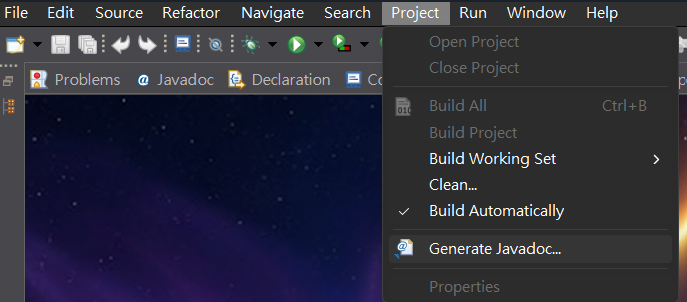 File Edit Source Refactor Navigate Search Project Run Window Help
Open Project
Close Project
Problems Javadoc Declaration
Build All Ctrl+B
Build Project
Build Working Set
Clean...
Build Automatically
Generate Javadoc...
Properties